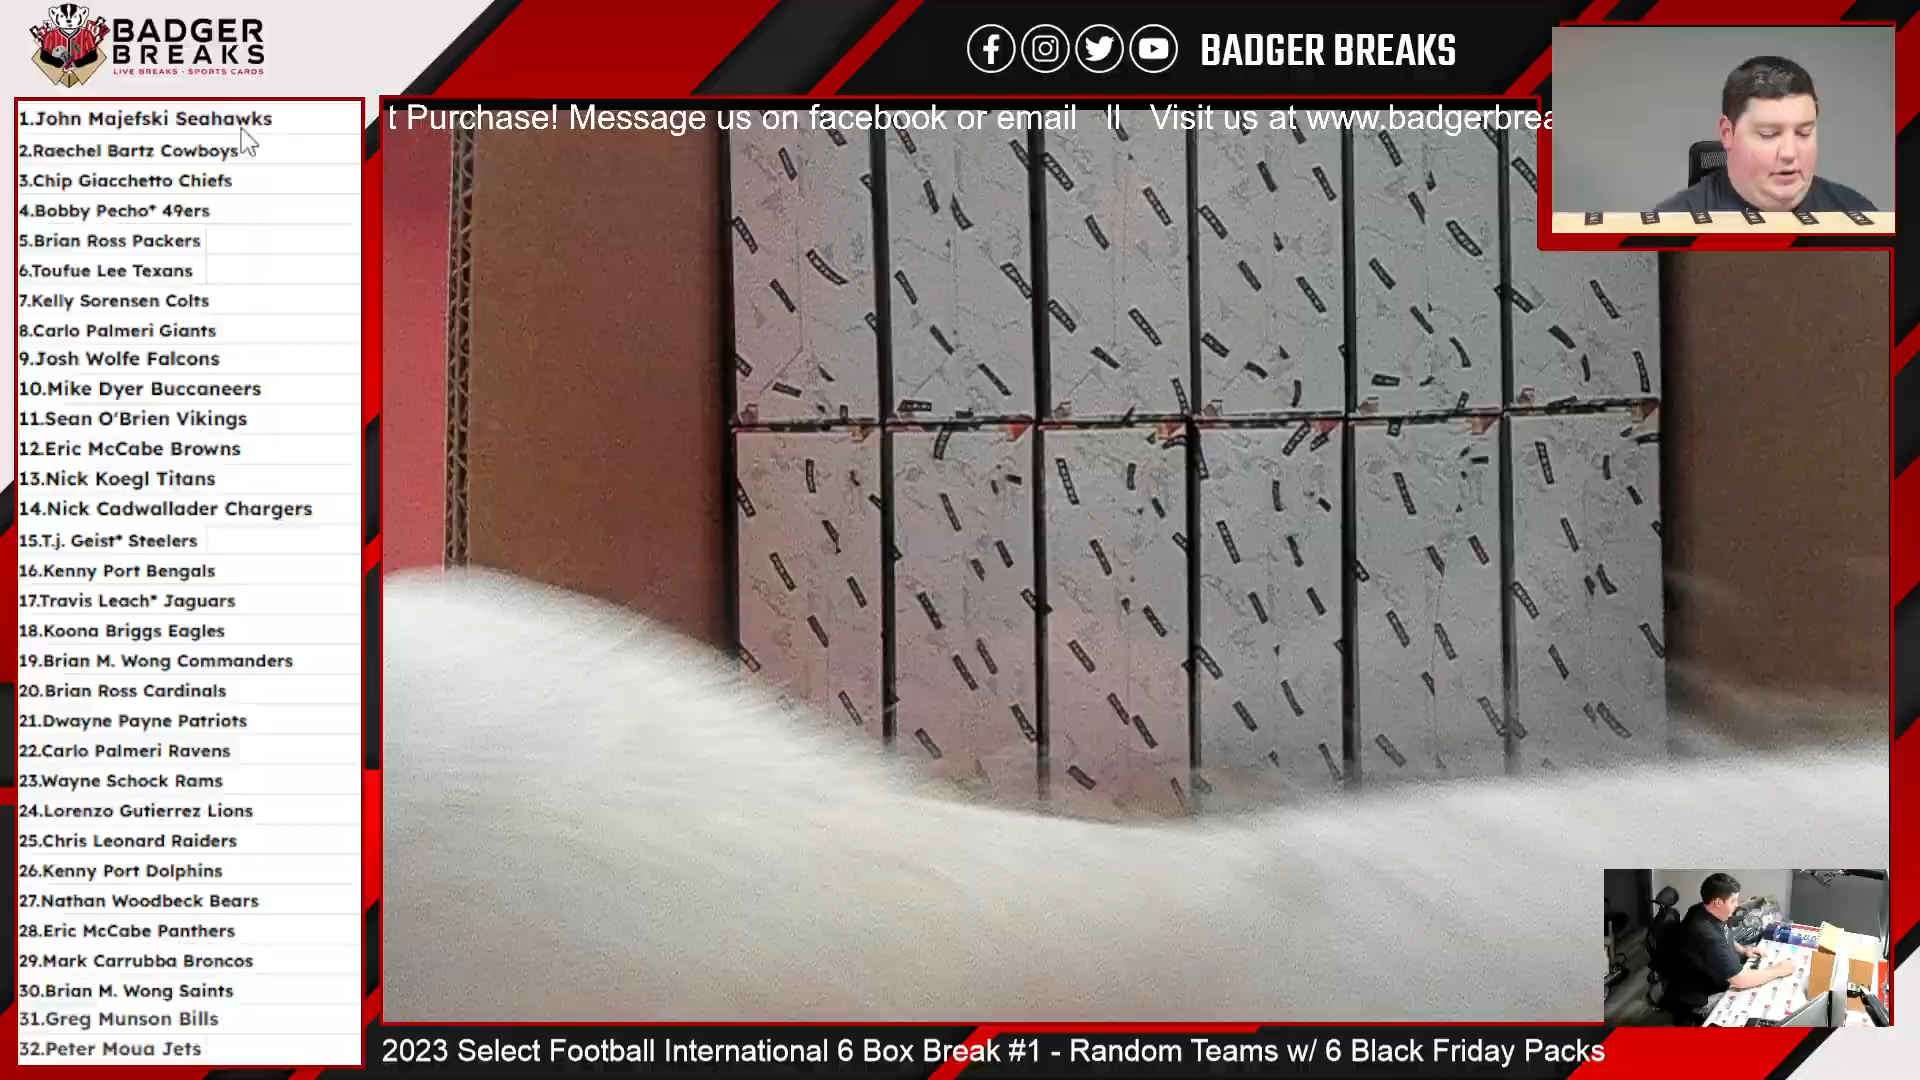 BADGER
BREAKS
LIVE BREAKS - SPORTS CARDS
BADGER BREAKS
t Purchase! Message us on facebook or email ll Visit us at www.badgerbrea
1.John Majefski Seahawks
2.Raechel Bartz Cowboys
3.Chip Giacchetto Chiefs
4.Bobby Pecho* 49ers
5.Brian Ross Packers
6.Toufue Lee Texans
7.Kelly Sorensen Colts
8.Carlo Palmeri Giants
9.Josh Wolfe Falcons
10.Mike Dyer Buccaneers
11.Sean O'Brien Vikings
12.Eric McCabe Browns
13.Nick Koegl Titans
14.Nick Cadwallader Chargers
15.T.j. Geist* Steelers
16.Kenny Port Bengals
17.Travis Leach* Jaguars
18.Koona Briggs Eagles
19.Brian M. Wong Commanders
20.Brian Ross Cardinals
21.Dwayne Payne Patriots
22.Carlo Palmeri Ravens
23.Wayne Schock Rams
24.Lorenzo Gutierrez Lions
25.Chris Leonard Raiders
26.Kenny Port Dolphins
27.Nathan Woodbeck Bears
28.Eric McCabe Panthers
29.Mark Carrubba Broncos
30.Brian M. Wong Saints
31.Greg Munson Bills
32.Peter Moua Jets
2023 Select Football International 6 Box Break #1 - Random Teams w/ 6 Black Friday Packs